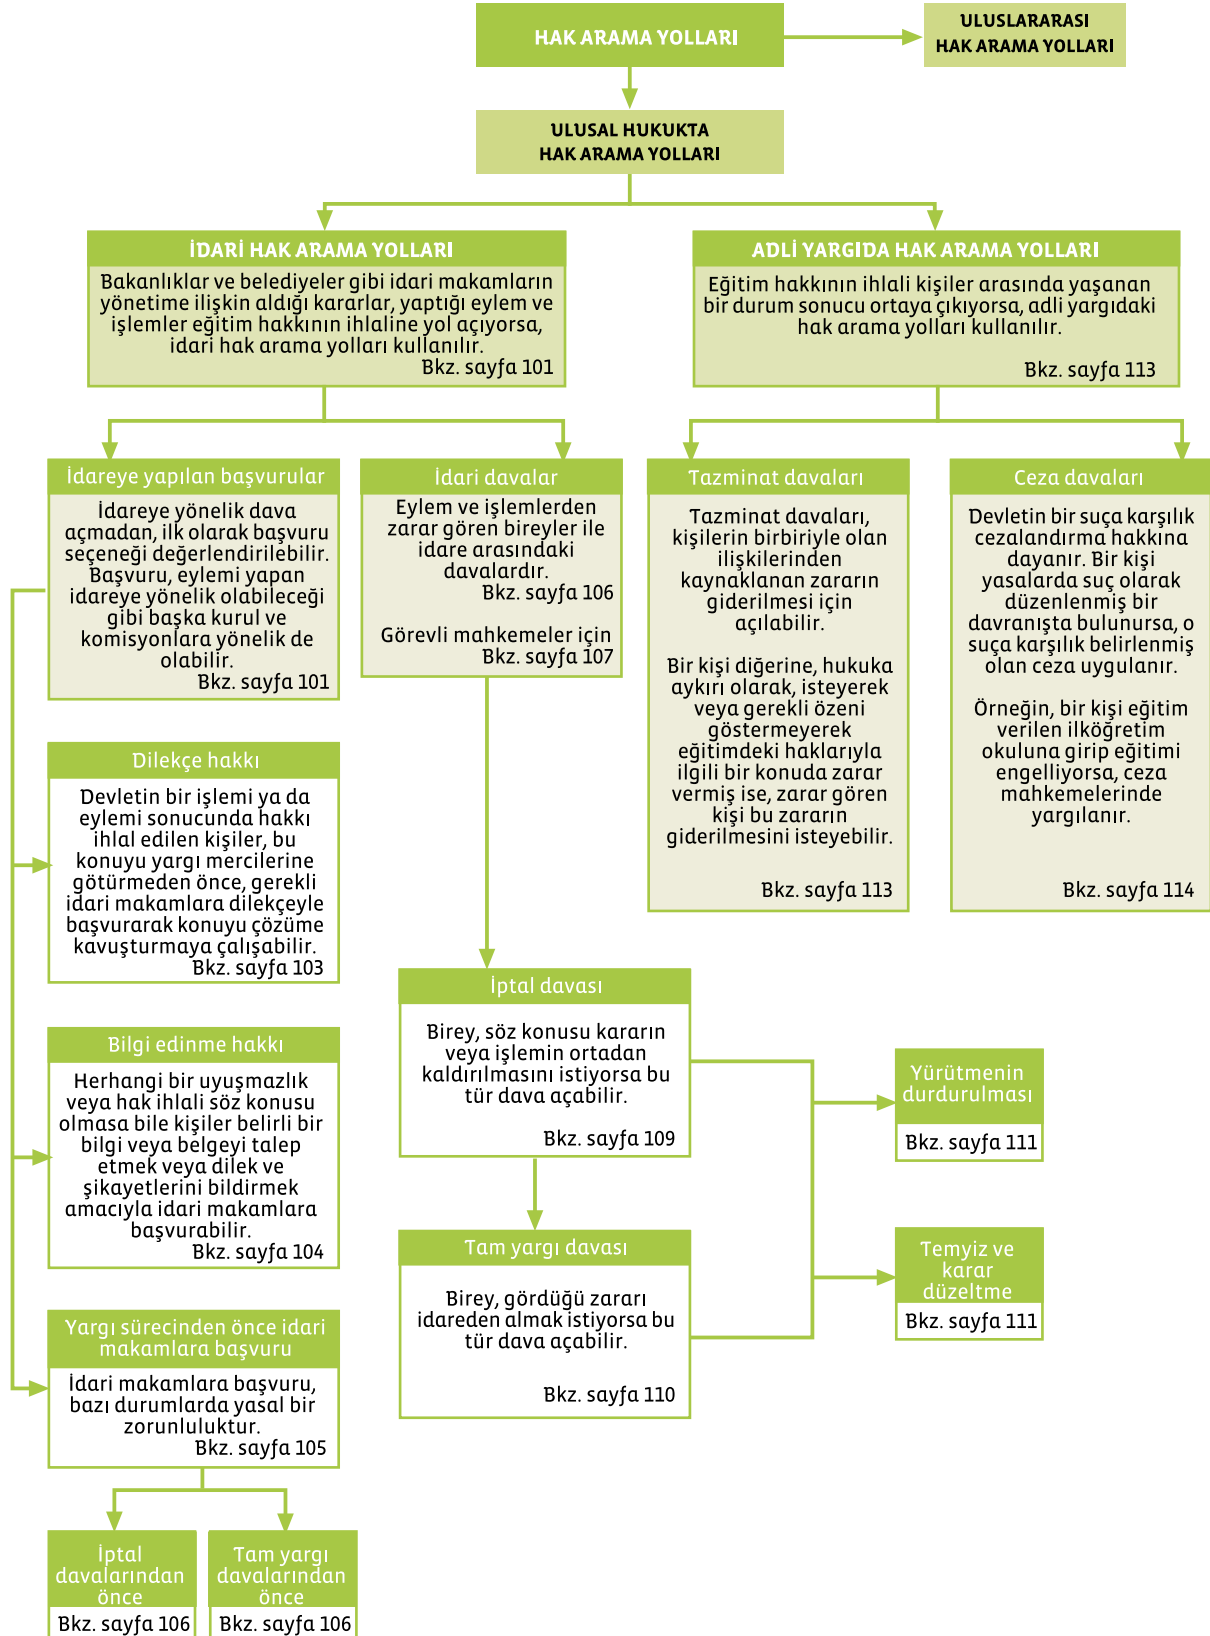 HAK ARAMA YOLLARI
ULUSLARARASI
HAK ARAMA YOLLARI
ULUSAL HUKUKTA
HAK ARAMA YOLLARI
İDARİ HAK ARAMA YOLLARI
Bakanlıklar ve belediyeler gibi idari makamların
yönetime ilişkin aldığı kararlar, yaptığı eylem ve
işlemler eğitim hakkının ihlaline yol açıyorsa,
idari hak arama yolları kullanılır.
Bkz. sayfa 101
ADLİ YARGIDA HAK ARAMA YOLLARI
Eğitim hakkının ihlali kişiler arasında yaşanan
bir durum sonucu ortaya çıkıyorsa, adli yargıdaki
hak arama yolları kullanılır.
Bkz. sayfa 113
İdareye yapılan başvurular
İdareye yönelik dava
açmadan, ilk olarak başvuru
seçeneği değerlendirilebilir.
Başvuru, eylemi yapan
idareye yönelik olabileceği
gibi başka kurul ve
komisyonlara yönelik de
olabilir.
Bkz. sayfa 101
İdari davalar
Eylem ve işlemlerden
zarar gören bireyler ile
idare arasındaki
davalardır.
Bkz. sayfa 106
Görevli mahkemeler için
Bkz. sayfa 107
Tazminat davaları
Tazminat davaları,
kişilerin birbiriyle olan
ilişkilerinden
kaynaklanan zararın
giderilmesi için
açılabilir.
Bir kişi diğerine, hukuka
aykırı olarak, isteyerek
veya gerekli özeni
göstermeyerek
eğitimdeki haklarıyla
ilgili bir konuda zarar
vermiş ise, zarar gören
kişi bu zararın
giderilmesini isteyebilir.
Bkz. sayfa 113
Ceza davaları
Devletin bir suça karşılık
cezalandırma hakkına
dayanır. Bir kişi
yasalarda suç olarak
düzenlenmiş bir
davranışta bulunursa, o
suça karşılık belirlenmiş
olan ceza uygulanır.
Örneğin, bir kişi eğitim
verilen ilköğretim
okuluna girip eğitimi
engelliyorsa, ceza
mahkemelerinde
yargılanır.
Bkz. sayfa 114
Dilekçe hakkı
Devletin bir işlemi ya da
eylemi sonucunda hakkı
ihlal edilen kişiler, bu
konuyu yargı mercilerine
götürmeden önce, gerekli
idari makamlara dilekçeyle
başvurarak konuyu çözüme
kavuşturmaya çalışabilir.
Bkz. sayfa 103
Bilgi edinme hakkı
Herhangi bir uyuşmazlık
veya hak ihlali söz konusu
olmasa bile kişiler belirli bir
bilgi veya belgeyi talep
etmek veya dilek ve
şikayetlerini bildirmek
amacıyla idari makamlara
başvurabilir.
Bkz. sayfa 104
Yargı sürecinden önce idari
makamlara başvuru
İdari makamlara başvuru,
bazı durumlarda yasal bir
zorunluluktur.
Bkz. sayfa 105
İptal
davalarından
önce
Bkz. sayfa 106
Tam yargı
davalarından
önce
Bkz. sayfa 106
İptal davası
Birey, söz konusu kararın
veya işlemin ortadan
kaldırılmasını istiyorsa bu
tür dava açabilir.
Bkz. sayfa 109
Tam yargı davası
Birey, gördüğü zararı
idareden almak istiyorsa bu
tür dava açabilir.
Bkz. sayfa 110
Yürütmenin
durdurulması
Bkz. sayfa 111
Temyiz ve
karar
düzeltme
Bkz. sayfa 111